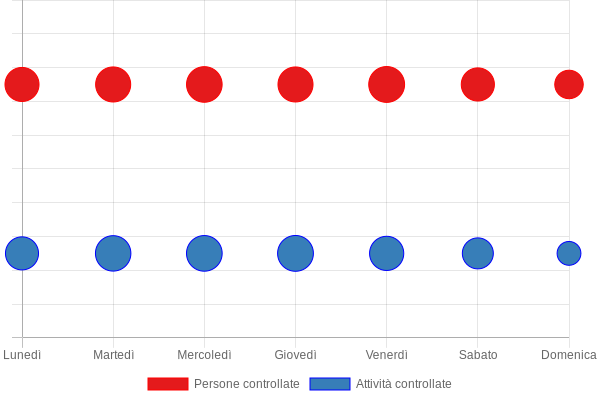 Lunedì Martedì Mercoledì Giovedì Venerdì Sabato Domenica
Persone controllate Attività controllate